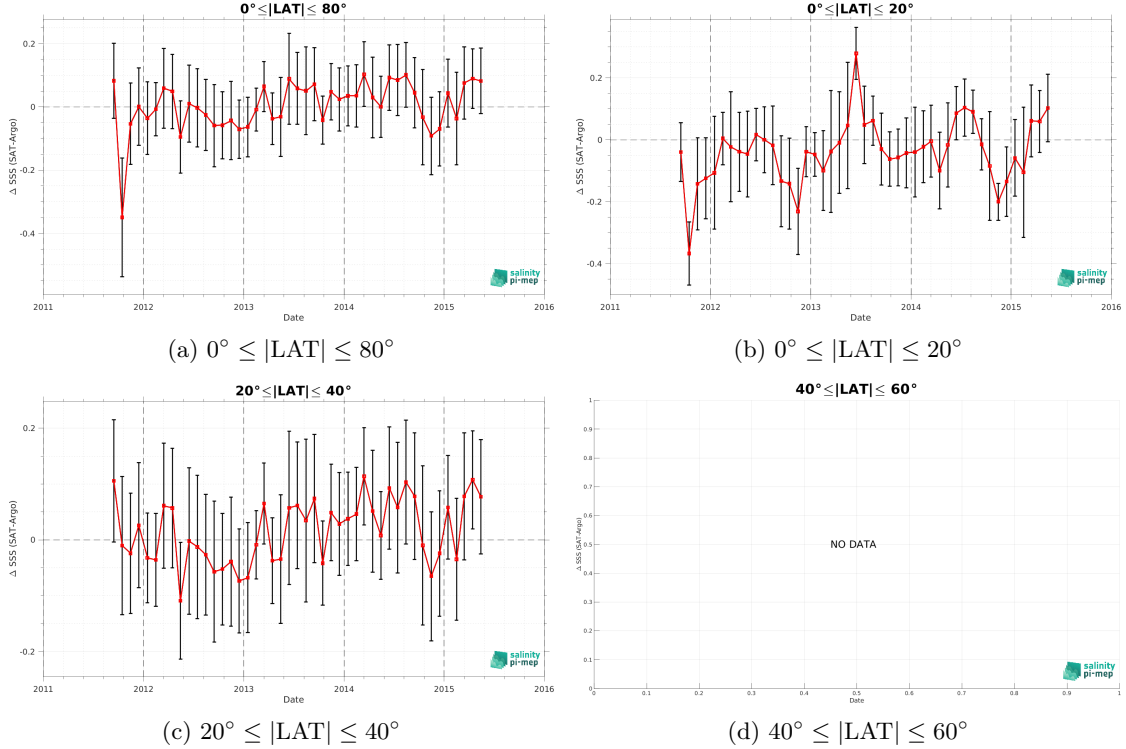 0°≤|LAT|≤ 80°
Δ SSS (SAT-Argo)
0.2
0
-0.2
-0.4
2011 2012 2013 2014 2015 2016
Date
salinity
pi-mep
(a) 0° ≤ |LAT| ≤ 80°
0°≤|LAT|≤ 20°
Δ SSS (SAT-Argo)
0.2
0
-0.2
-0.4
2011 2012 2013 2014 2015 2016
Date
salinity
pi-mep
(b) 0° ≤ |LAT| ≤ 20°
20°≤|LAT|≤ 40°
Δ SSS (SAT-Argo)
0.2
0
-0.2
2011 2012 2013 2014 2015 2016
Date
salinity
pi-mep
(c) 20° ≤ |LAT| ≤ 40°
40°≤|LAT|≤ 60°
Δ SSS (SAT-Argo)
1
0.9
0.8
0.7
0.6
0.5
0.4
0.3
0.2
0.1
0
NO DATA
0 0.1 0.2 0.3 0.4 0.5 0.6 0.7 0.8 0.9 1
Date
salinity
pi-mep
(d) 40° ≤ |LAT| ≤ 60°